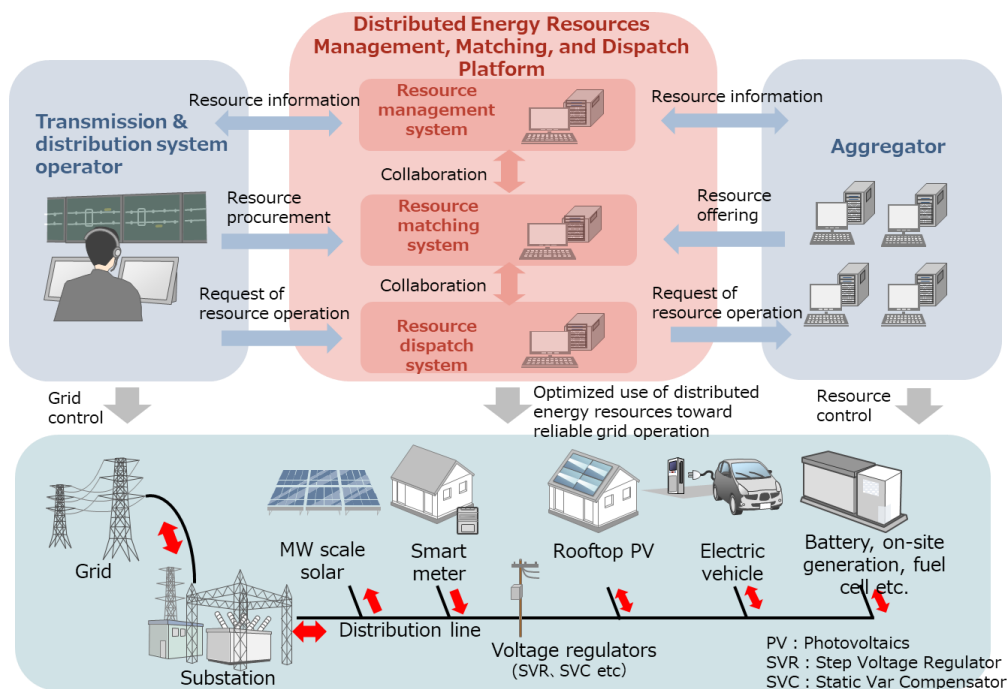 Distributed Energy Resources
Management, Matching, and Dispatch
Platform
Transmission &
distribution system
operator
Resource information
Resource
management
system
Resource information
Aggregator
Collaboration
Resource
procurement
Resource
matching
system
Resource
offering
Collaboration
Request of
resource operation
Resource
dispatch
system
Request of
resource operation
Grid
control
Optimized use of distributed
energy resources toward
reliable grid operation
Resource
control
Grid
MW scale
solar
Smart
meter
Rooftop PV
Electric
vehicle
Battery, on-site
generation, fuel
cell etc.
Substation
Distribution line
Voltage regulators
(SVR、SVC etc)
PV : Photovoltaics
SVR : Step Voltage Regulator
SVC : Static Var Compensator